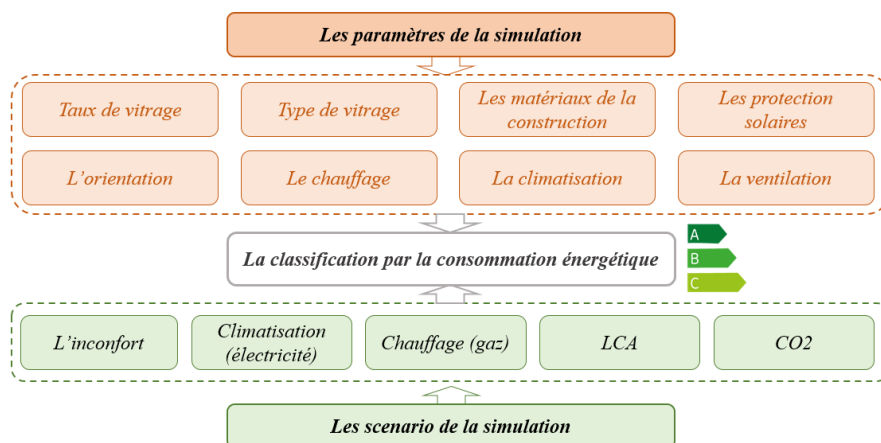 Les paramètres de la simulation
Taux de vitrage
Type de vitrage
Les matériaux de la
construction
Les protection
solaires
L'orientation
Le chauffage
La climatisation
La ventilation
La classification par la consommation énergétique
A
B
C
L'inconfort
Climatisation
(électricité)
Chauffage (gaz)
LCA
CO2
Les scenario de la simulation